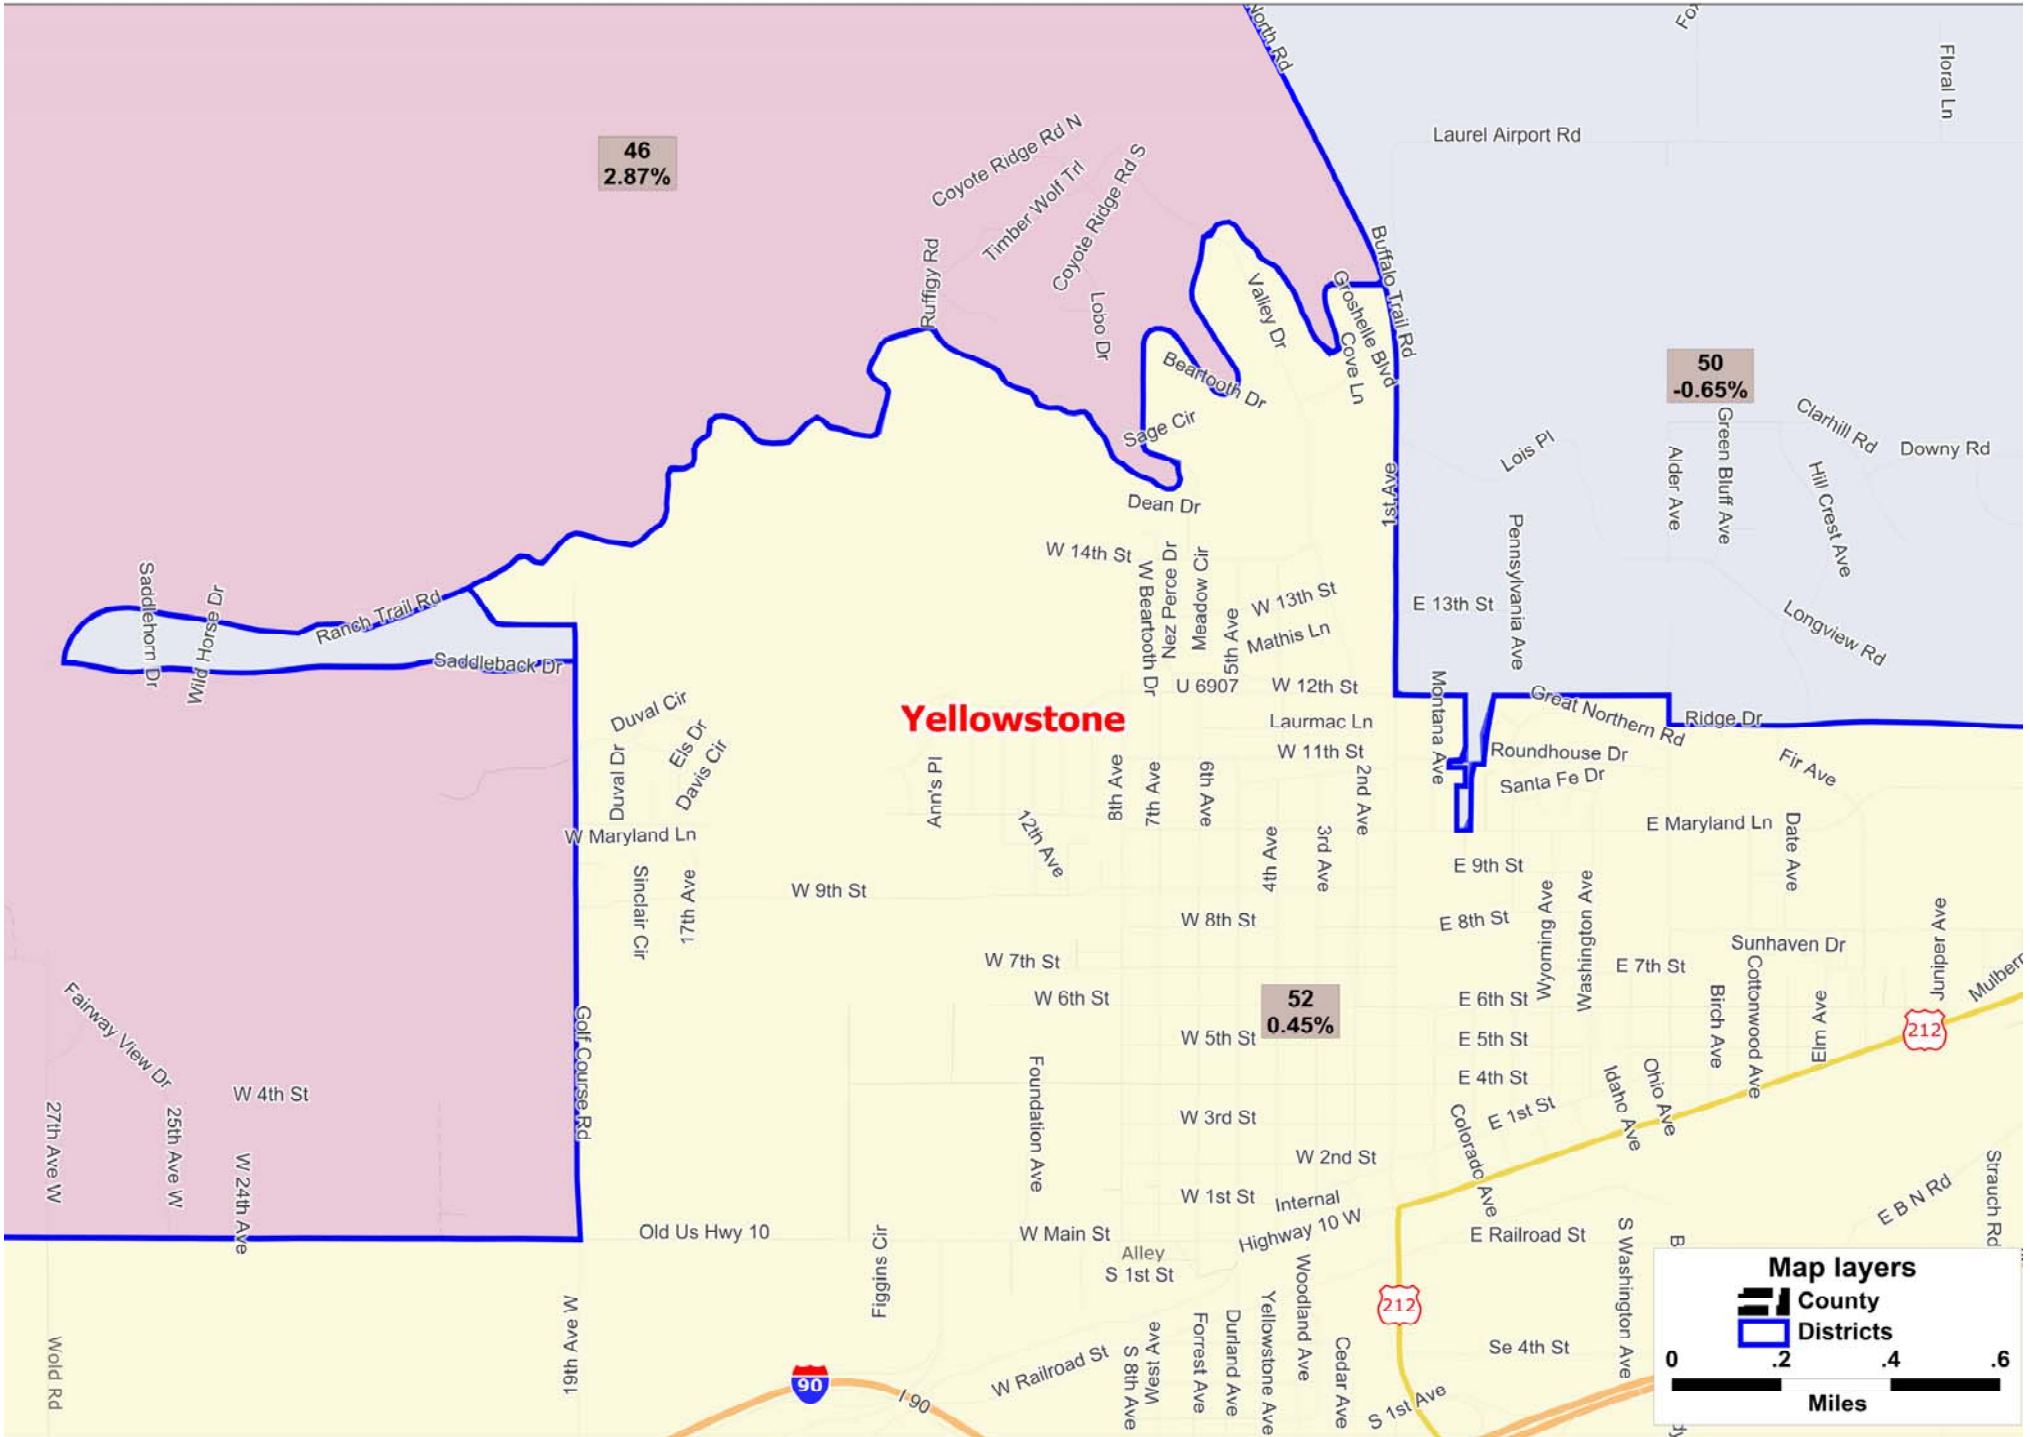 North Rd
Floral Ln
Laurel Airport Rd
46
2.87%
Coyote Ridge Rd N
Timber Wolf Trl
Coyote Ridge Rd S
Ruffigy Rd
Lobo Dr
Valley Dr
Groshelle Blvd
Cove Ln
Buffalo Trail Rd
Beartooth Dr
Sage Cir
50
-0.65%
Green Bluff Ave
Clarhill Rd
Downy Rd
Alder Ave
Hill Crest Ave
Lois Pl
1st Ave
Dean Dr
W 14th St
W Beartooth Dr
Nez Perce Dr
Meadow Cir
5th Ave
W 13th St
Mathis Ln
E 13th St
Pennsylvania Ave
Longview Rd
Saddlehorn Dr
Wild Horse Dr
Ranch Trail Rd
Saddleback Dr
U 6907
W 12th St
Montana Ave
Great Northern Rd
Ridge Dr
Duval Cir
Els Dr
Davis Cir
Duval Dr
Yellowstone
Laurmac Ln
W 11th St
Roundhouse Dr
Santa Fe Dr
Fir Ave
Ann's Pl
8th Ave
7th Ave
6th Ave
2nd Ave
12th Ave
4th Ave
3rd Ave
W Maryland Ln
E Maryland Ln
Date Ave
Sinclair Cir
17th Ave
W 9th St
E 9th St
Wyoming Ave
Washington Ave
W 8th St
E 8th St
Sunhaven Dr
Juniper Ave
W 7th St
E 7th St
Birch Ave
Cottonwood Ave
Elm Ave
W 6th St
52
0.45%
E 6th St
212
W 5th St
E 5th St
Fairway View Dr
Golf Course Rd
Foundation Ave
E 4th St
Idaho Ave
Ohio Ave
W 4th St
27th Ave W
25th Ave W
W 24th Ave
W 3rd St
Colorado Ave
E 1st St
W 2nd St
W 1st St
Internal
Highway 10 W
Strauch Rd
E B N Rd
Old Us Hwy 10
Figgins Cir
W Main St
Alley
S 1st St
E Railroad St
S Washington Ave
Woodland Ave
Yellowstone Ave
212
19th Ave W
Wold Rd
90
I 90
W Railroad St
S 8th Ave
West Ave
Forrest Ave
Durland Ave
Cedar Ave
S 1st Ave
Se 4th St
Map layers
County
Districts
0 .2 .4 .6
Miles